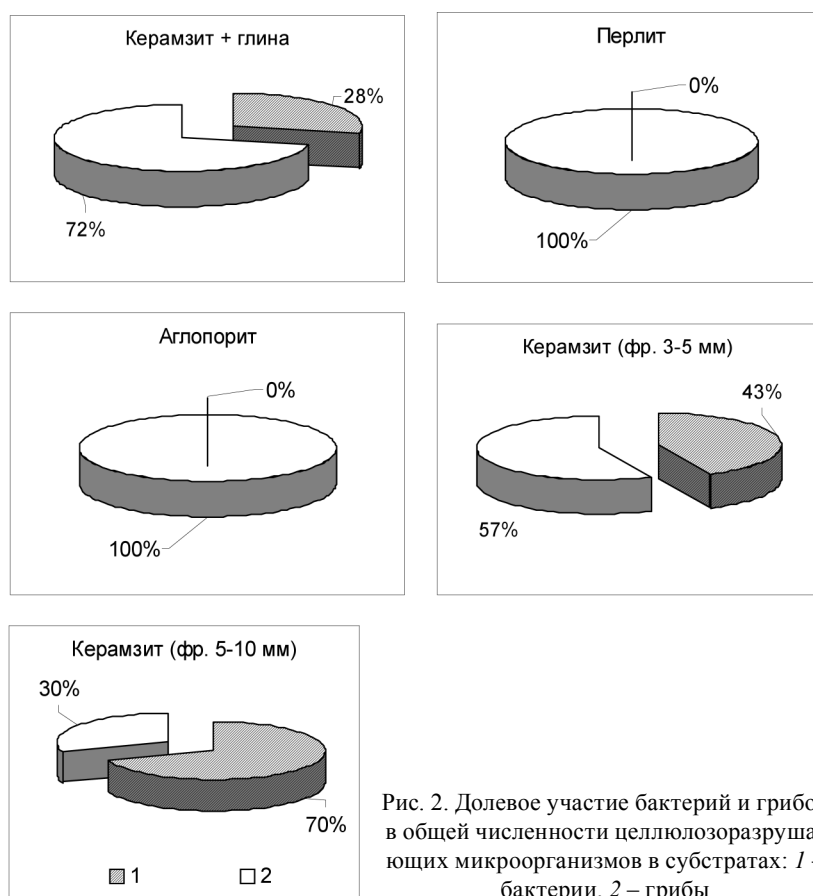 Керамзит + глина
28%
72%
Перлит
0%
100%
Аглопорит
0%
100%
Керамзит (фр. 3-5 мм)
43%
57%
Керамзит (фр. 5-10 мм)
30%
70%
1 2
Рис. 2. Долевое участие бактерий и грибо
в общей численности целлюлозоразруша
ющих микроорганизмов в субстратах: 1 –
бактерии, 2 – грибы